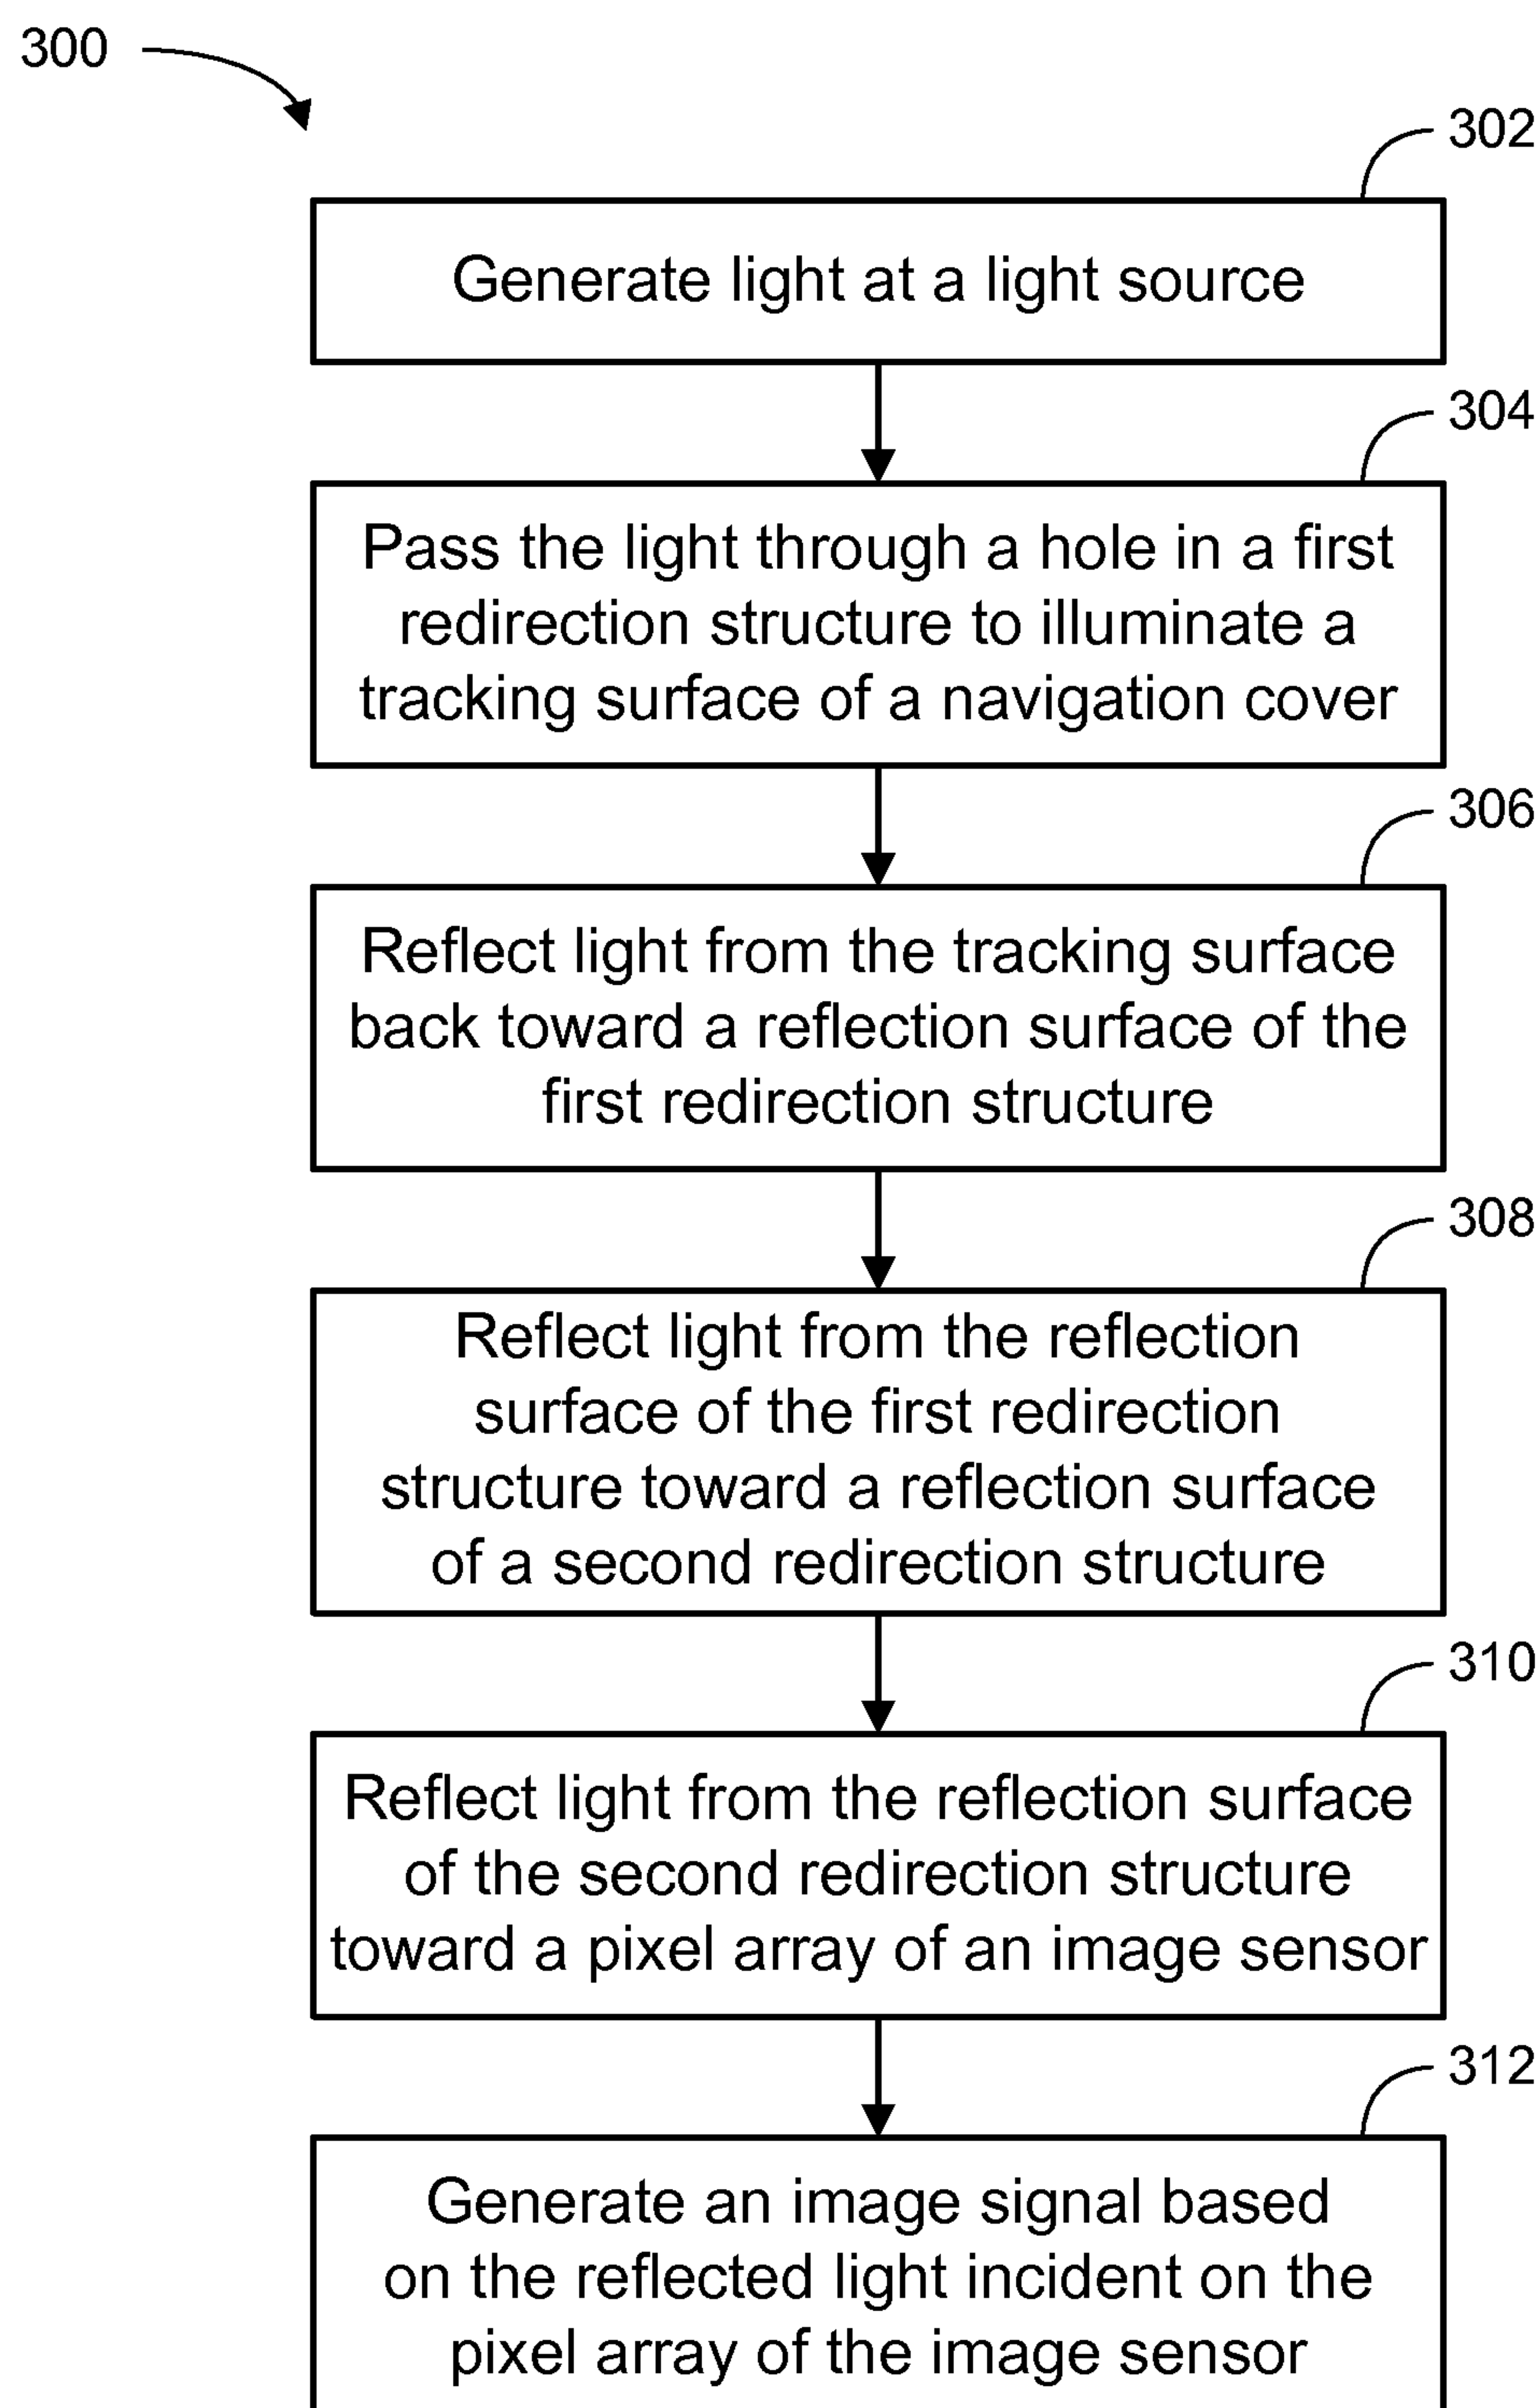 300
302
Generate light at a light source
304
Pass the light through a hole in a first
redirection structure to illuminate a
tracking surface of a navigation cover
306
Reflect light from the tracking surface
back toward a reflection surface of the
first redirection structure
308
Reflect light from the reflection
surface of the first redirection
structure toward a reflection surface
of a second redirection structure
310
Reflect light from the reflection surface
of the second redirection structure
toward a pixel array of an image sensor
312
Generate an image signal based
on the reflected light incident on the
pixel array of the image sensor